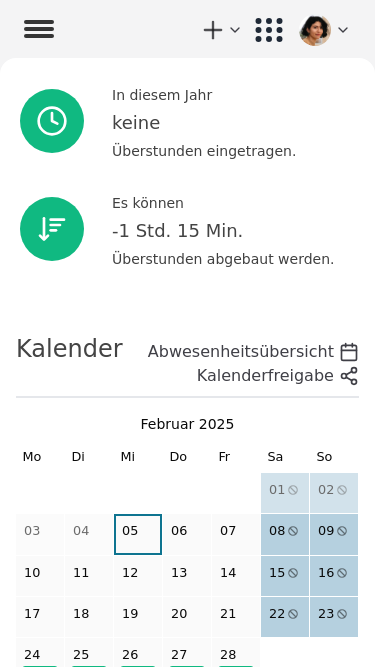 In diesem Jahr
keine
Überstunden eingetragen.
Es können
-1 Std. 15 Min.
Überstunden abgebaut werden.
Kalender
Abwesenheitsübersicht
Kalenderfreigabe
Februar 2025
Mo Di Mi Do Fr Sa So
01 02
03 04 05 06 07 08 09
10 11 12 13 14 15 16
17 18 19 20 21 22 23
24 25 26 27 28